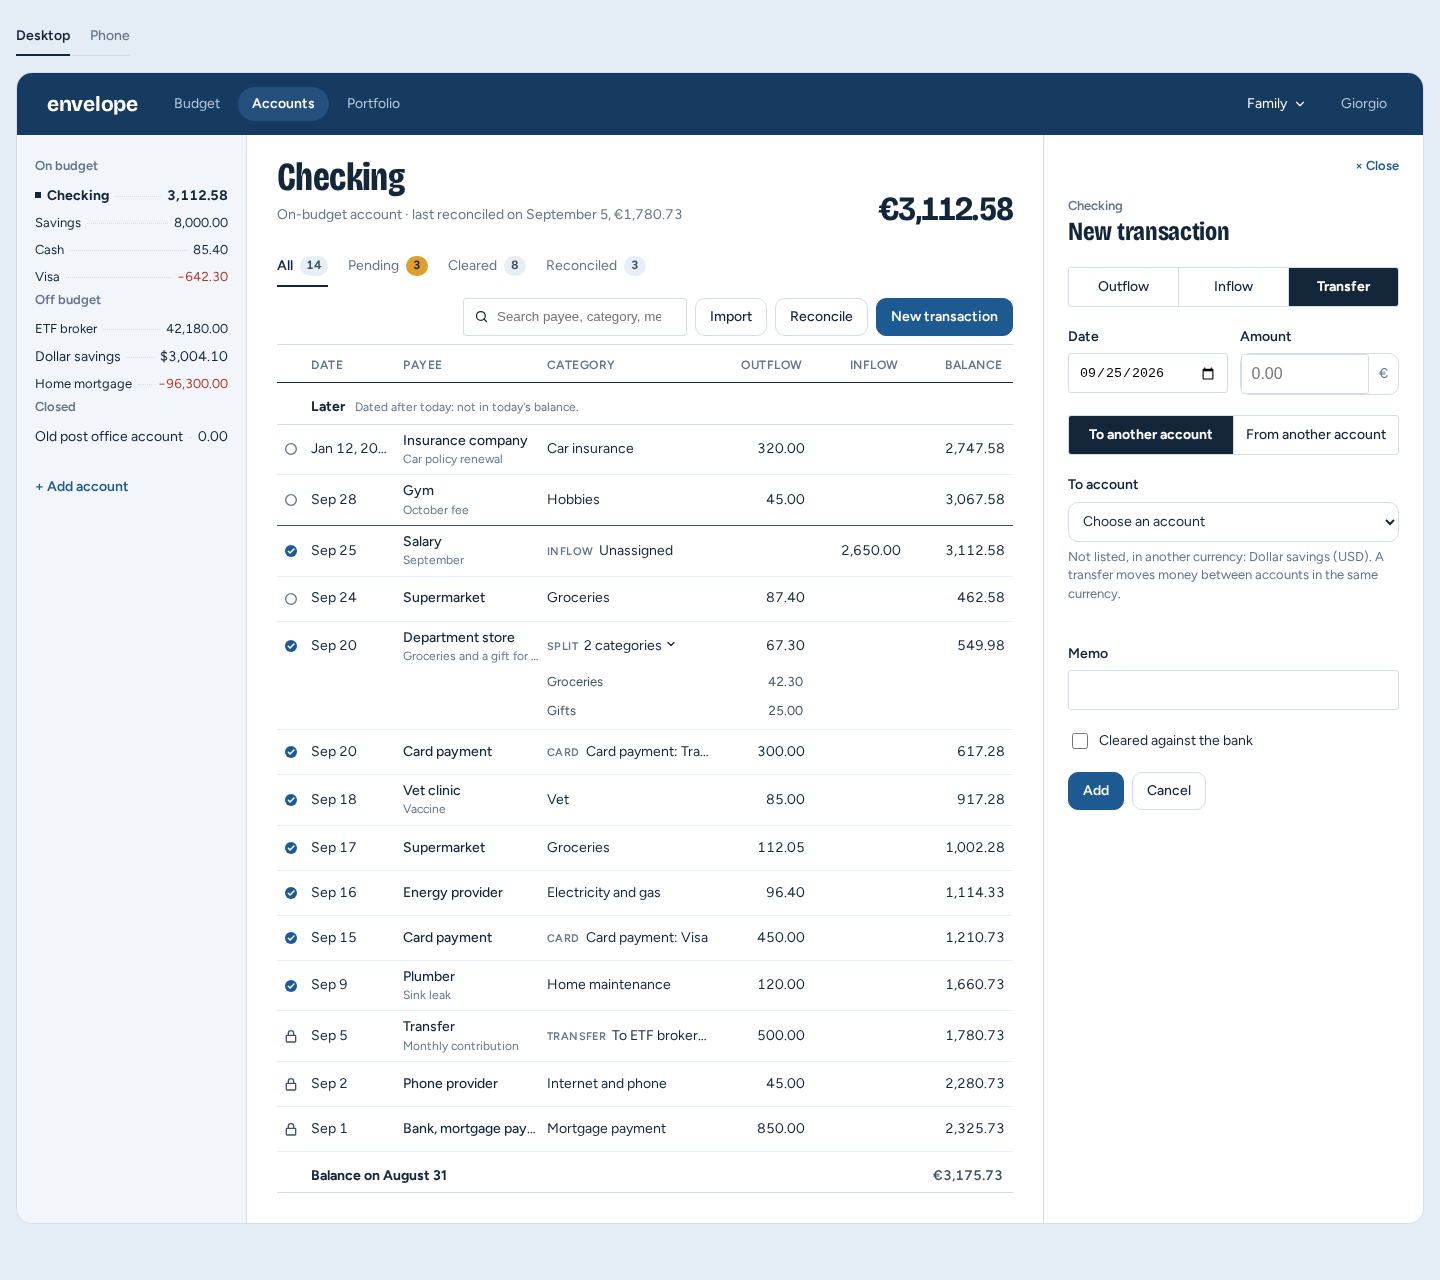 Desktop Phone
envelope Budget Accounts Portfolio Family Giorgio
On budget
Checking 3,112.58
Savings 8,000.00
Cash 85.40
Visa −642.30
Off budget
ETF broker 42,180.00
Dollar savings $3,004.10
Home mortgage −96,300.00
Closed
Old post office account 0.00
+ Add account
Checking
On-budget account · last reconciled on September 5, €1,780.73
€3,112.58
All 14 Pending 3 Cleared 8 Reconciled 3
Search payee, category, me Import Reconcile New transaction
DATE PAYEE CATEGORY OUTFLOW INFLOW BALANCE
Later Dated after today: not in today's balance.
Jan 12, 20… Insurance company Car insurance 320.00 2,747.58
Car policy renewal
Sep 28 Gym Hobbies 45.00 3,067.58
October fee
Sep 25 Salary INFLOW Unassigned 2,650.00 3,112.58
September
Sep 24 Supermarket Groceries 87.40 462.58
Sep 20 Department store SPLIT 2 categories 67.30 549.98
Groceries and a gift for …
Groceries 42.30
Gifts 25.00
Sep 20 Card payment CARD Card payment: Tra… 300.00 617.28
Sep 18 Vet clinic Vet 85.00 917.28
Vaccine
Sep 17 Supermarket Groceries 112.05 1,002.28
Sep 16 Energy provider Electricity and gas 96.40 1,114.33
Sep 15 Card payment CARD Card payment: Visa 450.00 1,210.73
Sep 9 Plumber Home maintenance 120.00 1,660.73
Sink leak
Sep 5 Transfer TRANSFER To ETF broker… 500.00 1,780.73
Monthly contribution
Sep 2 Phone provider Internet and phone 45.00 2,280.73
Sep 1 Bank, mortgage pay… Mortgage payment 850.00 2,325.73
Balance on August 31 €3,175.73
× Close
Checking
New transaction
Outflow Inflow Transfer
Date Amount
09/25/2026 0.00 €
To another account From another account
To account
Choose an account
Not listed, in another currency: Dollar savings (USD). A
transfer moves money between accounts in the same
currency.
Memo
Cleared against the bank
Add Cancel